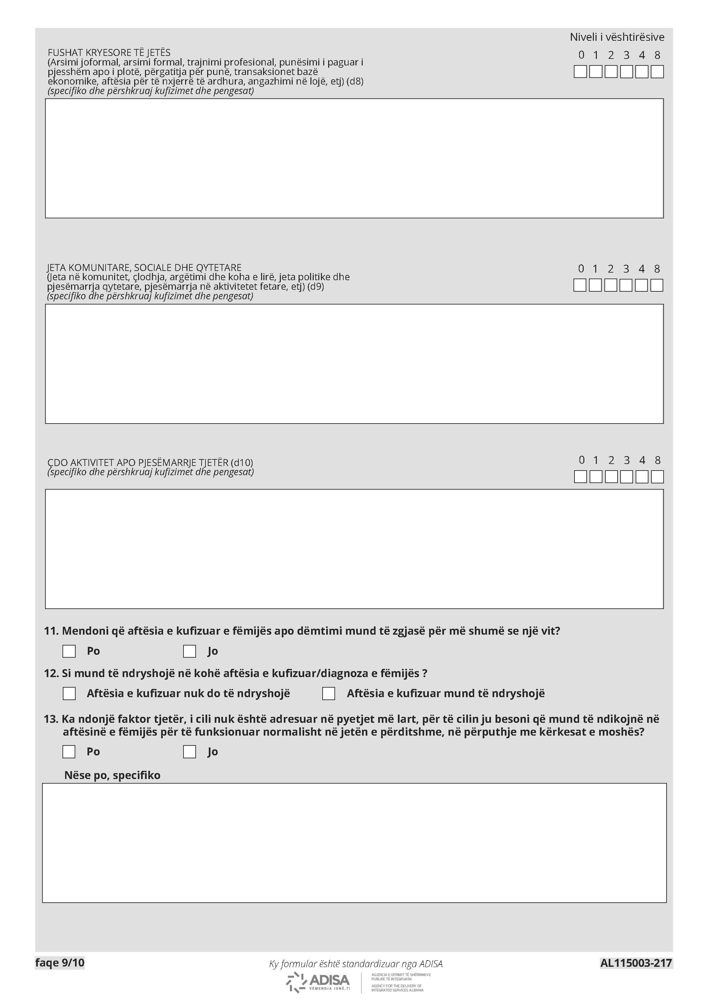 Niveli i vështirësive
FUSHAT KRYESORE TË JETËS
0 1 2 3 4 8
(Arsimi joformal, arsimi formal, trajnimi profesional, punësimi i paguar i
pjesshëm apo i plotë, përgatitja për punë, transaksionet bazë
ekonomike, aftësia për të nxjerrë të ardhura, angazhimi në lojë, etj) (d8)
(specifiko dhe përshkruaj kufizimet dhe pengesat)
JETA KOMUNITARE, SOCIALE DHE QYTETARE
0 1 2 3 4 8
(Jeta në komunitet, çlodhja, argëtimi dhe koha e lirë, jeta politike dhe
pjesëmarrja qytetare, pjesëmarrja në aktivitetet fetare, etj) (d9)
(specifiko dhe përshkruaj kufizimet dhe pengesat)
ÇDO AKTIVITET APO PJESËMARRJE TJETËR (d10)
0 1 2 3 4 8
(specifiko dhe përshkruaj kufizimet dhe pengesat)
11. Mendoni që aftësia e kufizuar e fëmijës apo dëmtimi mund të zgjasë për më shumë se një vit?
Po Jo
12. Si mund të ndryshojë në kohë aftësia e kufizuar/diagnoza e fëmijës ?
Aftësia e kufizuar nuk do të ndryshojë Aftësia e kufizuar mund të ndryshojë
13. Ka ndonjë faktor tjetër, i cili nuk është adresuar në pyetjet më lart, për të cilin ju besoni që mund të ndikojnë në
aftësinë e fëmijës për të funksionuar normalisht në jetën e përditshme, në përputhje me kërkesat e moshës?
Po Jo
Nëse po, specifiko
faqe 9/10
Ky formular është standardizuar nga ADISA
AL115003-217
ADISA
VËMENDJA JONË, TI
AGJENCIA E OFRIMIT TË SHËRBIMEVE
PUBLIKE TË INTEGRUARA
AGENCY FOR THE DELIVERY OF
INTEGRATED SERVICES ALBANIA